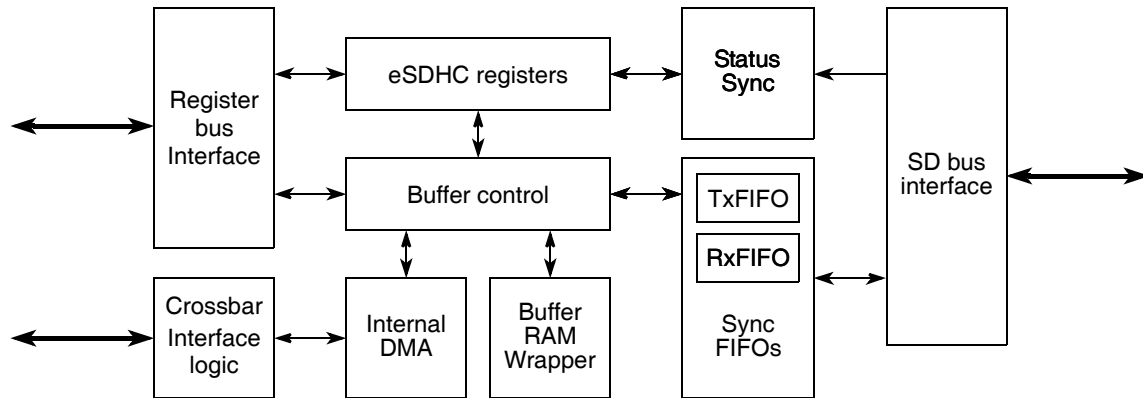 Register
bus
Interface
eSDHC registers
Status
Sync
SD bus
interface
Buffer control
TxFIFO
RxFIFO
Sync
FIFOs
Crossbar
Interface
logic
Internal
DMA
Buffer
RAM
Wrapper